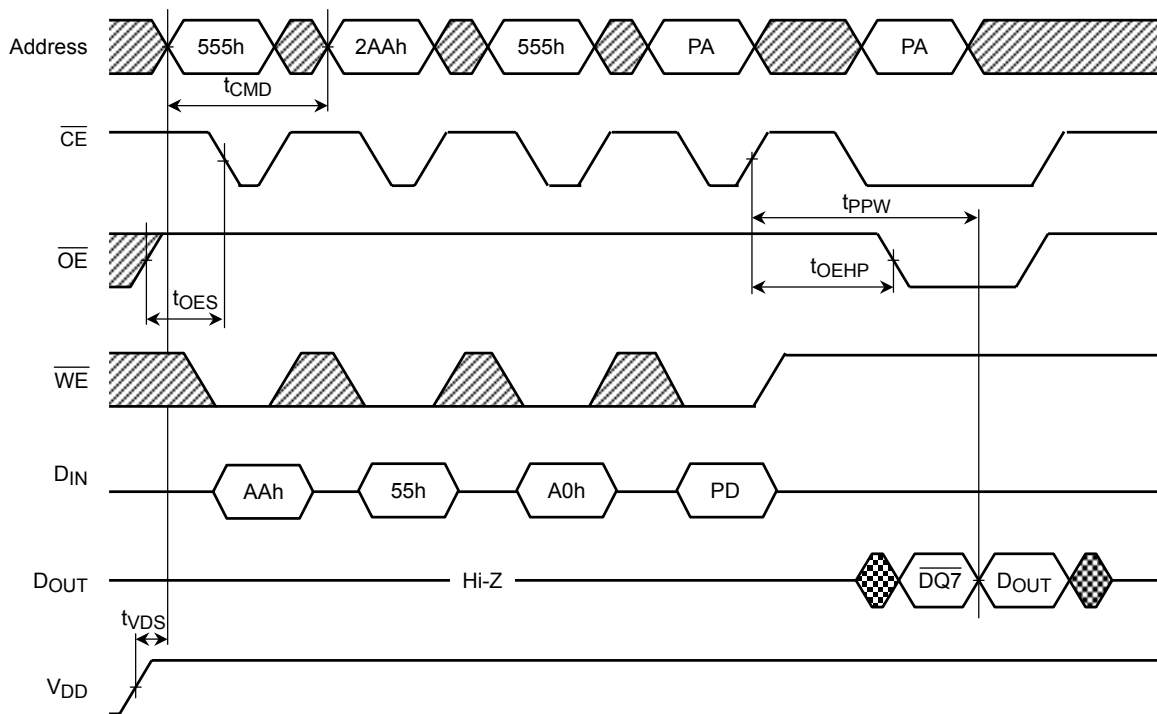 Address 555h 2AAh 555h PA PA
tCMD
CE
tPPW
OE
tOEHP
tOES
WE
DIN AAh 55h A0h PD
DOUT Hi-Z DQ7 DOUT
tVDS
VDD